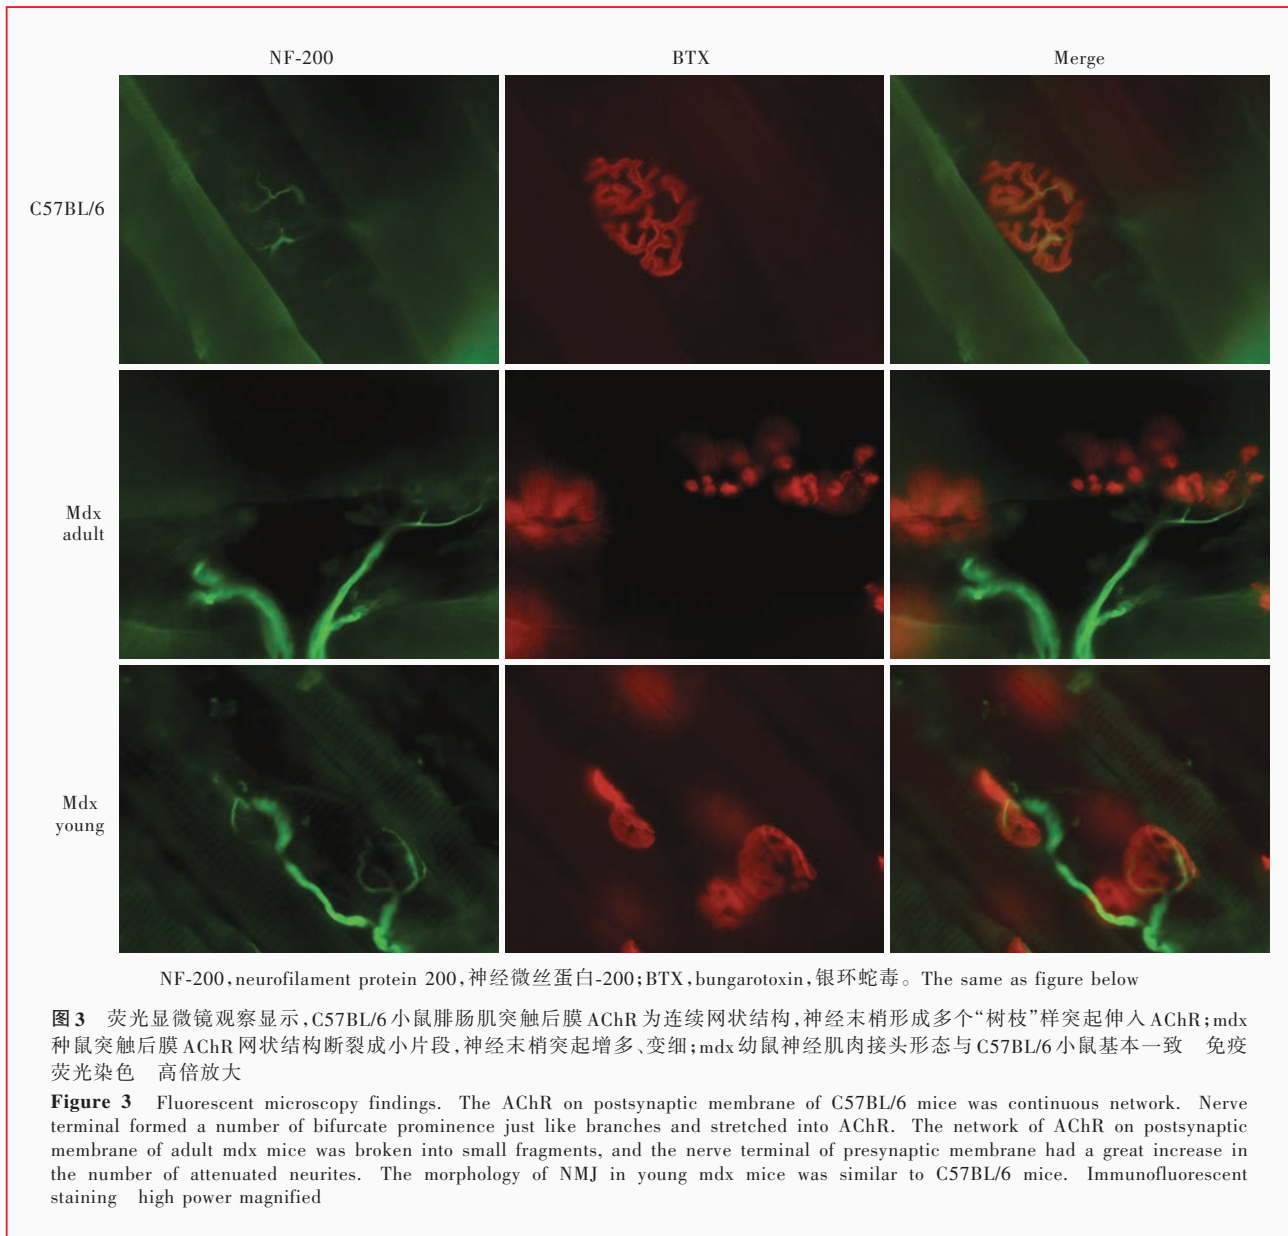 NF-200 BTX Merge
C57BL/6
Mdx
adult
Mdx
young
NF-200,neurofilament protein 200,神经微丝蛋白-200;BTX,bungarotoxin,银环蛇毒。The same as figure below
图3 荧光显微镜观察显示,C57BL/6小鼠腓肠肌突触后膜AChR为连续网状结构,神经末梢形成多个“树枝”样突起伸入AChR;mdx
种鼠突触后膜AChR网状结构断裂成小片段,神经末梢突起增多、变细;mdx幼鼠神经肌肉接头形态与C57BL/6小鼠基本一致 免疫
荧光染色 高倍放大
Figure 3 Fluorescent microscopy findings. The AChR on postsynaptic membrane of C57BL/6 mice was continuous network. Nerve
terminal formed a number of bifurcate prominence just like branches and stretched into AChR. The network of AChR on postsynaptic
membrane of adult mdx mice was broken into small fragments, and the nerve terminal of presynaptic membrane had a great increase in
the number of attenuated neurites. The morphology of NMJ in young mdx mice was similar to C57BL/6 mice. Immunofluorescent
staining high power magnified